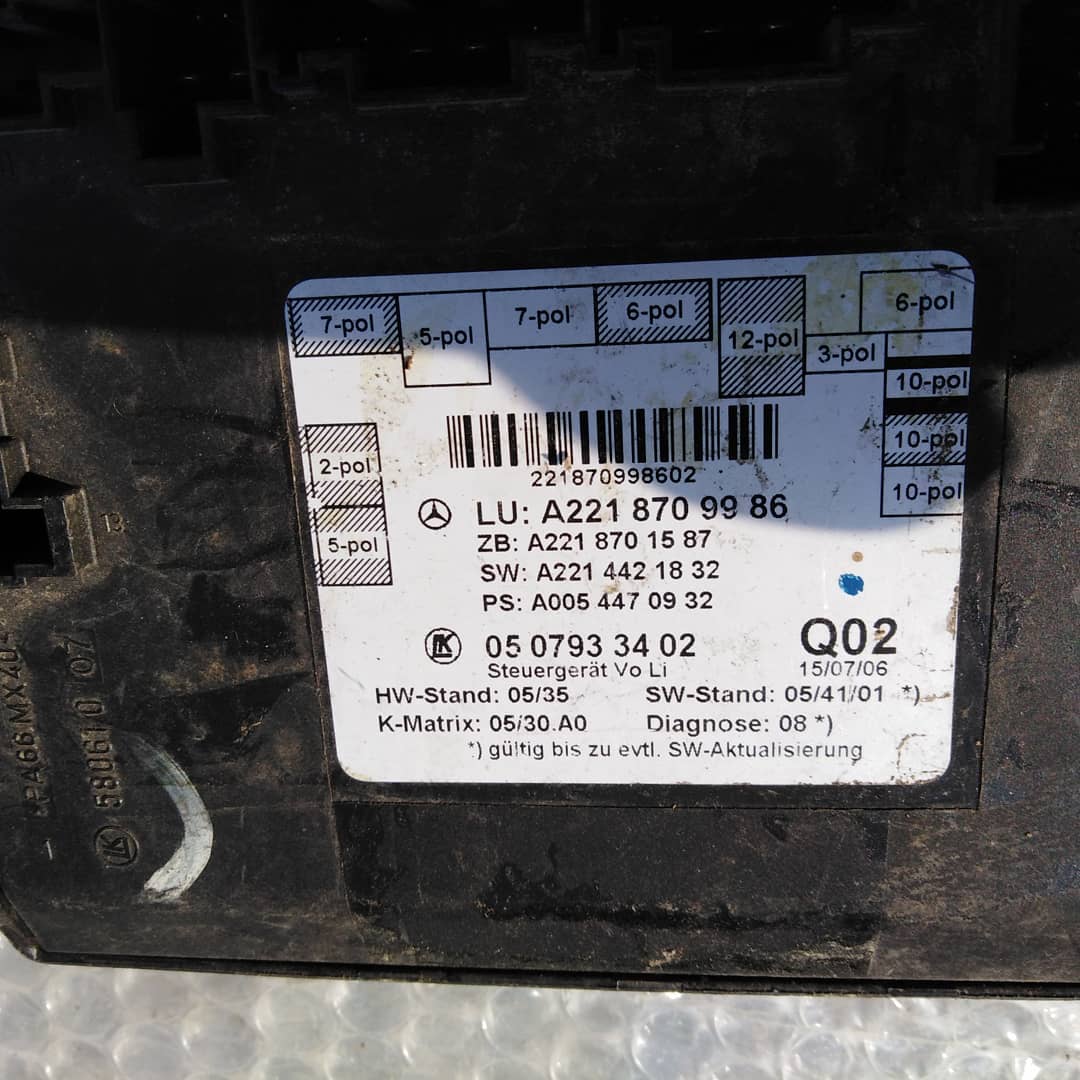 7-pol
5-pol
7-pol
6-pol
12-pol
3-pol
6-pol
10-pol
10-pol
10-pol
2-pol
5-pol
221870998602
LU: A221 870 99 86
ZB: A221 870 15 87
SW: A221 442 18 32
PS: A005 447 09 32
LK 05 0793 34 02
Q02
Steuergerät Vo Li
15/07/06
HW-Stand: 05/35 SW-Stand: 05/41/01 *)
K-Matrix: 05/30.A0 Diagnose: 08 *)
*) gültig bis zu evtl. SW-Aktualisierung
13
LK